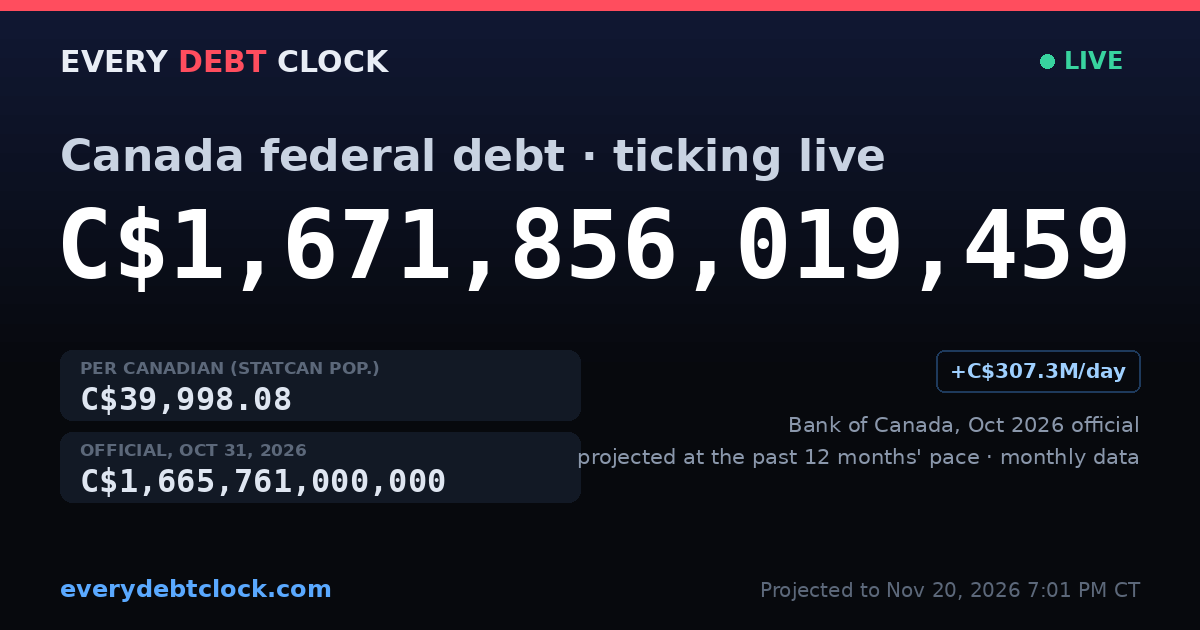 EVERY DEBT CLOCK
LIVE
Canada federal debt · ticking live
C$1,671,856,019,459
PER CANADIAN (STATCAN POP.)
C$39,998.08
OFFICIAL, OCT 31, 2026
C$1,665,761,000,000
+C$307.3M/day
Bank of Canada, Oct 2026 official
projected at the past 12 months' pace · monthly data
everydebtclock.com
Projected to Nov 20, 2026 7:01 PM CT